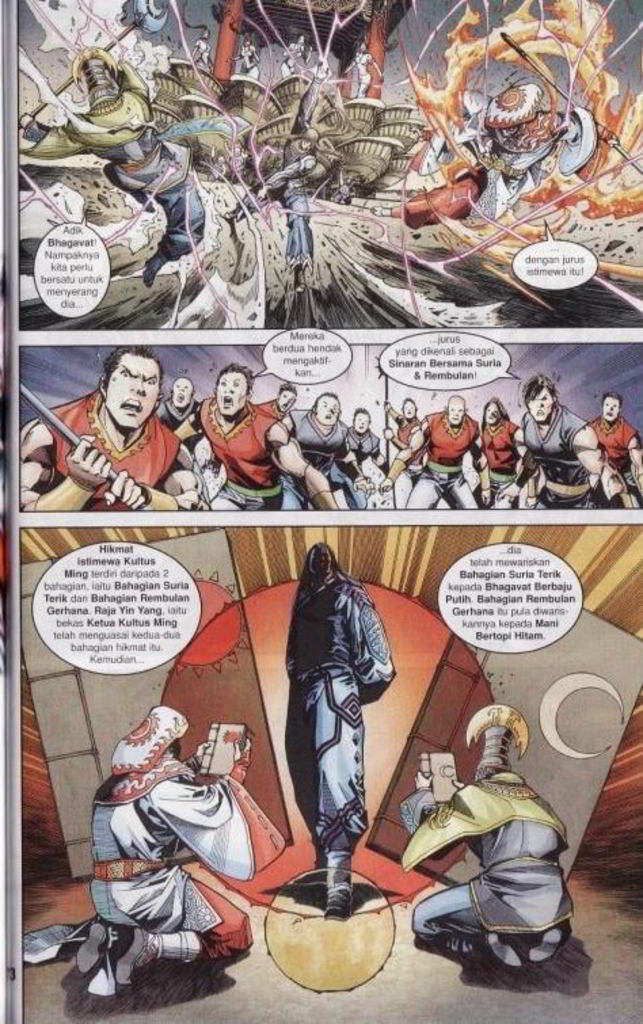 Adik
Bhagavat!
Nampaknya
kita perlu
bersatu untuk
menyerang
dia...
...
dengan jurus
istimewa itu!
Mereka
berdua hendak
mengaktif-
kan...
...jurus
yang dikenali sebagai
Sinaran Bersama Suria
& Rembulan!
Hikmat
istimewa Kultus
Ming terdiri daripada 2
bahagian, iaitu Bahagian Suria
Terik dan Bahagian Rembulan
Gerhana. Raja Yin Yang, iaitu
bekas Ketua Kultus Ming
telah menguasai kedua-dua
bahagian hikmat itu.
Kemudian...
...dia
telah mewariskan
Bahagian Suria Terik
kepada Bhagavat Berbaju
Putih. Bahagian Rembulan
Gerhana itu pula diwaris-
kannya kepada Mani
Bertopi Hitam.